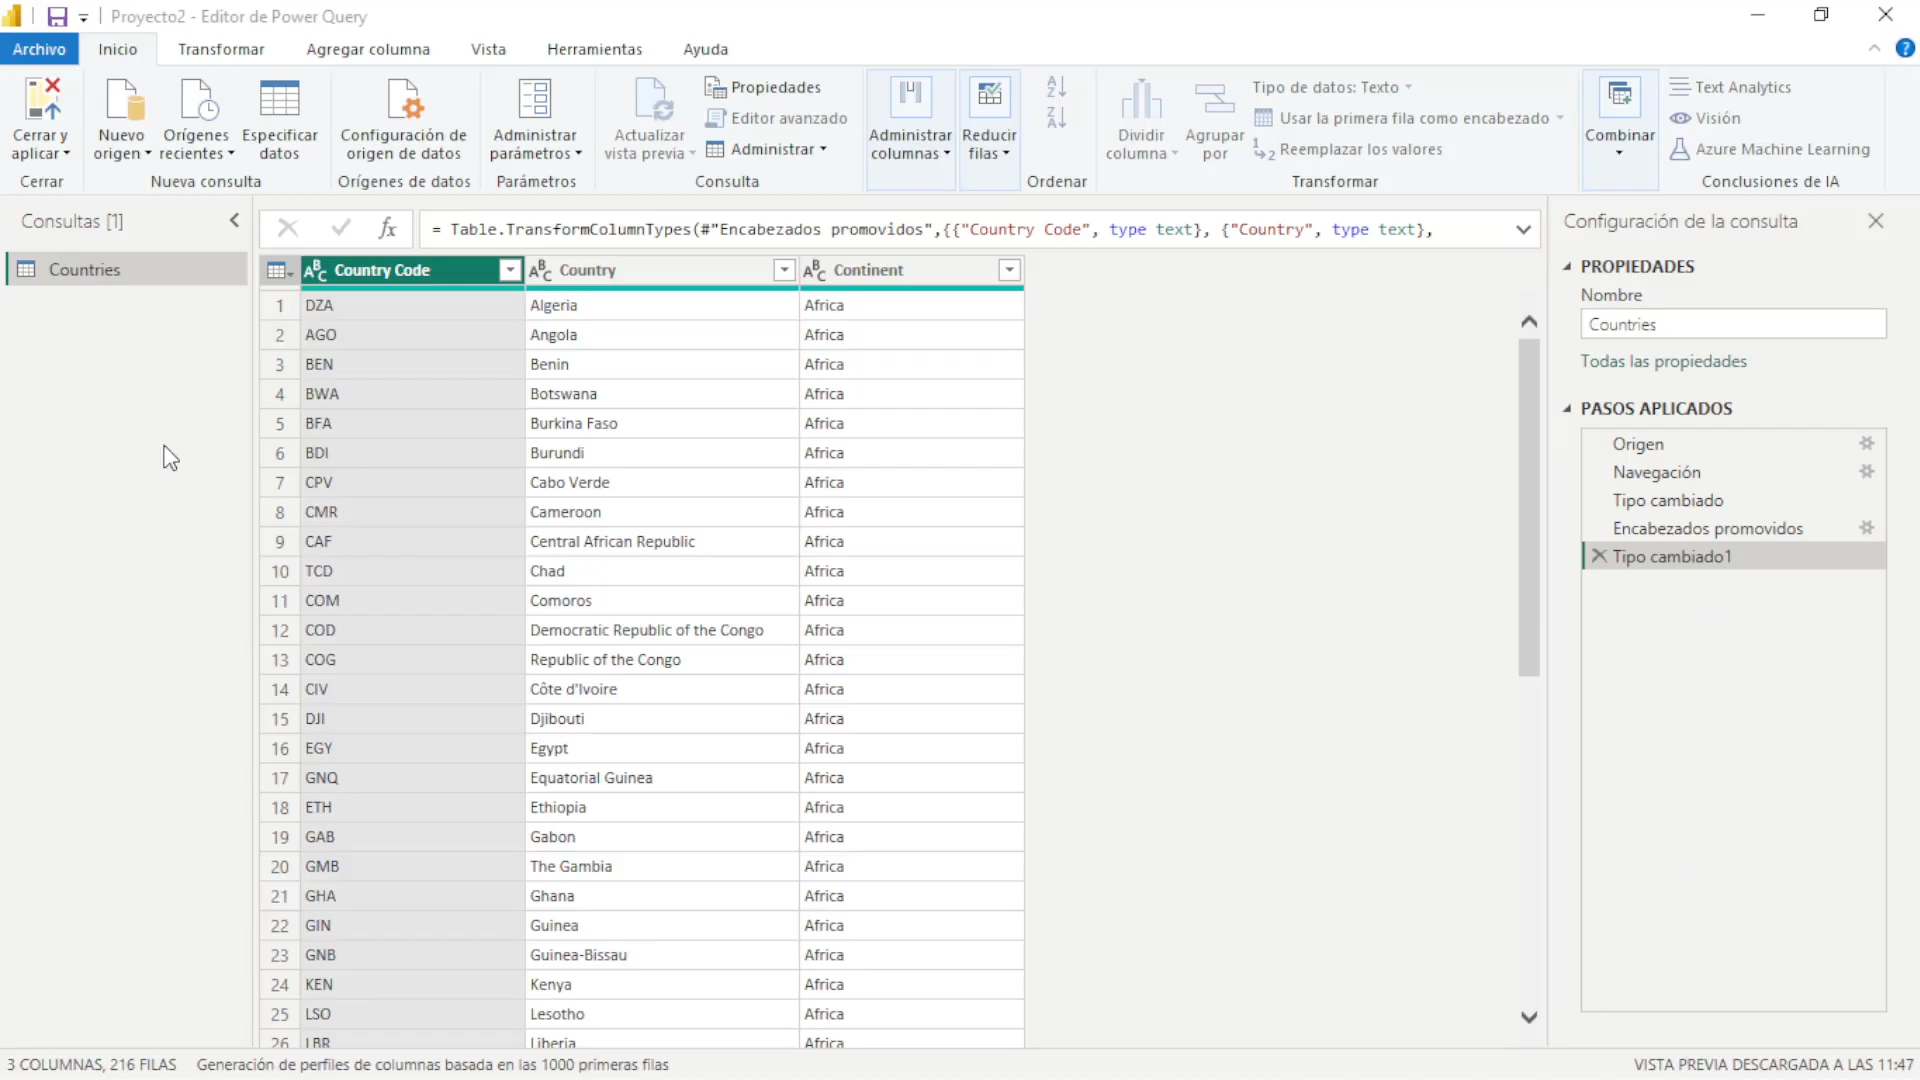 Proyecto2 - Editor de Power Query
Archivo Inicio Transformar Agregar columna Vista Herramientas Ayuda
Cerrar y aplicar
Cerrar
Nuevo origen
Orígenes recientes
Especificar datos
Nueva consulta
Configuración de origen de datos
Orígenes de datos
Administrar parámetros
Parámetros
Actualizar vista previa
Propiedades
Editor avanzado
Administrar
Consulta
Administrar columnas
Reducir filas
Ordenar
Dividir columna
Agrupar por
Tipo de datos: Texto
Usar la primera fila como encabezado
Reemplazar los valores
Transformar
Combinar
Text Analytics
Visión
Azure Machine Learning
Conclusiones de IA
Consultas [1]
Countries
fx
= Table.TransformColumnTypes(#"Encabezados promovidos",{{"Country Code", type text}, {"Country", type text},
Country Code Country Continent
1 DZA Algeria Africa
2 AGO Angola Africa
3 BEN Benin Africa
4 BWA Botswana Africa
5 BFA Burkina Faso Africa
6 BDI Burundi Africa
7 CPV Cabo Verde Africa
8 CMR Cameroon Africa
9 CAF Central African Republic Africa
10 TCD Chad Africa
11 COM Comoros Africa
12 COD Democratic Republic of the Congo Africa
13 COG Republic of the Congo Africa
14 CIV Côte d'Ivoire Africa
15 DJI Djibouti Africa
16 EGY Egypt Africa
17 GNQ Equatorial Guinea Africa
18 ETH Ethiopia Africa
19 GAB Gabon Africa
20 GMB The Gambia Africa
21 GHA Ghana Africa
22 GIN Guinea Africa
23 GNB Guinea-Bissau Africa
24 KEN Kenya Africa
25 LSO Lesotho Africa
26 LBR Liberia Africa
Configuración de la consulta
PROPIEDADES
Nombre
Countries
Todas las propiedades
PASOS APLICADOS
Origen
Navegación
Tipo cambiado
Encabezados promovidos
Tipo cambiado1
3 COLUMNAS, 216 FILAS Generación de perfiles de columnas basada en las 1000 primeras filas
VISTA PREVIA DESCARGADA A LAS 11:47